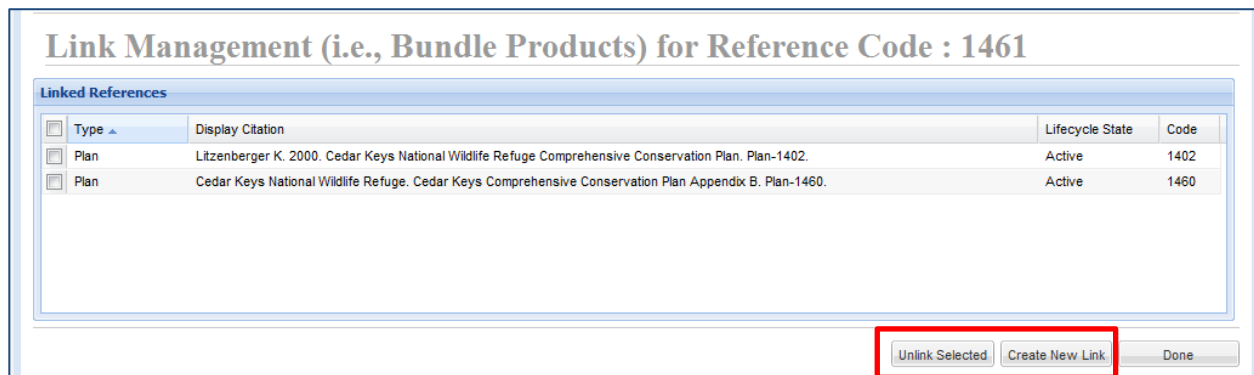 Link Management (i.e., Bundle Products) for Reference Code : 1461
Linked References
Type Display Citation Lifecycle State Code
Plan Litzenberger K. 2000. Cedar Keys National Wildlife Refuge Comprehensive Conservation Plan. Plan-1402. Active 1402
Plan Cedar Keys National Wildlife Refuge. Cedar Keys Comprehensive Conservation Plan Appendix B. Plan-1460. Active 1460
Unlink Selected Create New Link Done